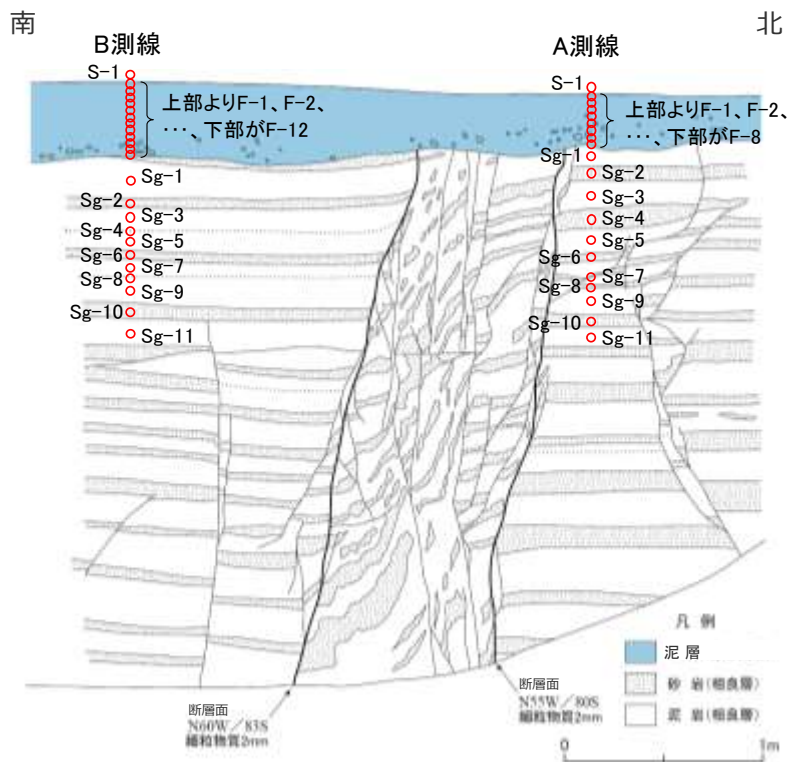 南
北
B測線
A測線
S-1
S-1
上部よりF-1、F-2、
…、下部がF-12
上部よりF-1、F-2、
…、下部がF-8
Sg-1
Sg-2
Sg-3
Sg-4
Sg-5
Sg-6
Sg-7
Sg-8
Sg-9
Sg-10
Sg-11
Sg-1
Sg-2
Sg-3
Sg-4
Sg-5
Sg-6
Sg-7
Sg-8
Sg-9
Sg-10
Sg-11
凡 例
泥 層
砂 岩(相良層)
泥 岩(相良層)
断層面
N60W/83S
細粒物質2mm
断層面
N55W/80S
細粒物質2mm
0
1m